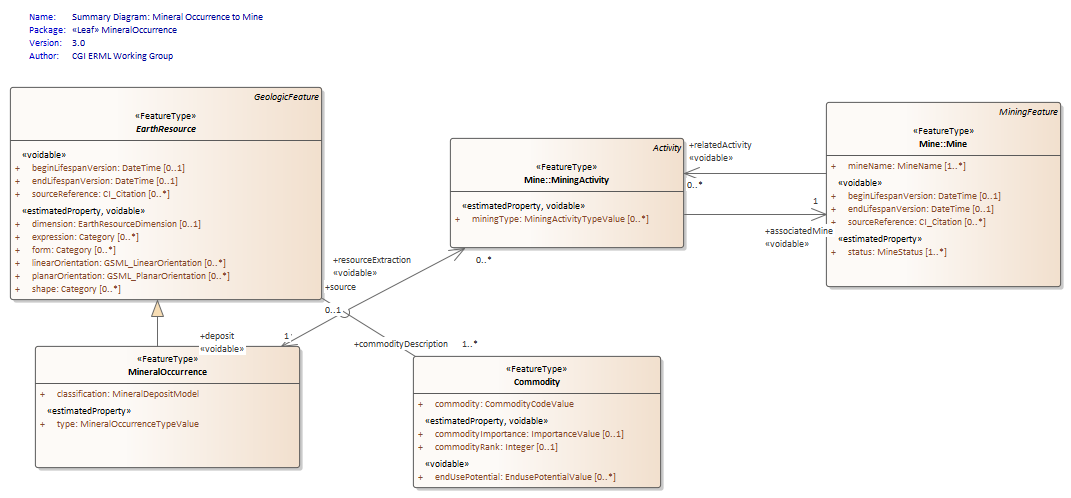 Name: Summary Diagram: Mineral Occurrence to Mine
Package: «Leaf» MineralOccurrence
Version: 3.0
Author: CGI ERML Working Group
GeologicFeature
«FeatureType»
EarthResource
«voidable»
+ beginLifespanVersion: DateTime [0..1]
+ endLifespanVersion: DateTime [0..1]
+ sourceReference: CI_Citation [0..*]
«estimatedProperty, voidable»
+ dimension: EarthResourceDimension [0..1]
+ expression: Category [0..*]
+ form: Category [0..*]
+ linearOrientation: GSML_LinearOrientation [0..*]
+ planarOrientation: GSML_PlanarOrientation [0..*]
+ shape: Category [0..*]
Activity
«FeatureType»
Mine::MiningActivity
«estimatedProperty, voidable»
+ miningType: MiningActivityTypeValue [0..*]
+relatedActivity
«voidable»
0..*
1
+associatedMine
«voidable»
MiningFeature
«FeatureType»
Mine::Mine
+ mineName: MineName [1..*]
«voidable»
+ beginLifespanVersion: DateTime [0..1]
+ endLifespanVersion: DateTime [0..1]
+ sourceReference: CI_Citation [0..*]
«estimatedProperty»
+ status: MineStatus [1..*]
+resourceExtraction
«voidable»
0..*
+source
0..1
+deposit
«voidable»
1
+commodityDescription 1..*
«FeatureType»
MineralOccurrence
+ classification: MineralDepositModel
«estimatedProperty»
+ type: MineralOccurrenceTypeValue
«FeatureType»
Commodity
+ commodity: CommodityCodeValue
«estimatedProperty, voidable»
+ commodityImportance: ImportanceValue [0..1]
+ commodityRank: Integer [0..1]
«voidable»
+ endUsePotential: EndusePotentialValue [0..*]